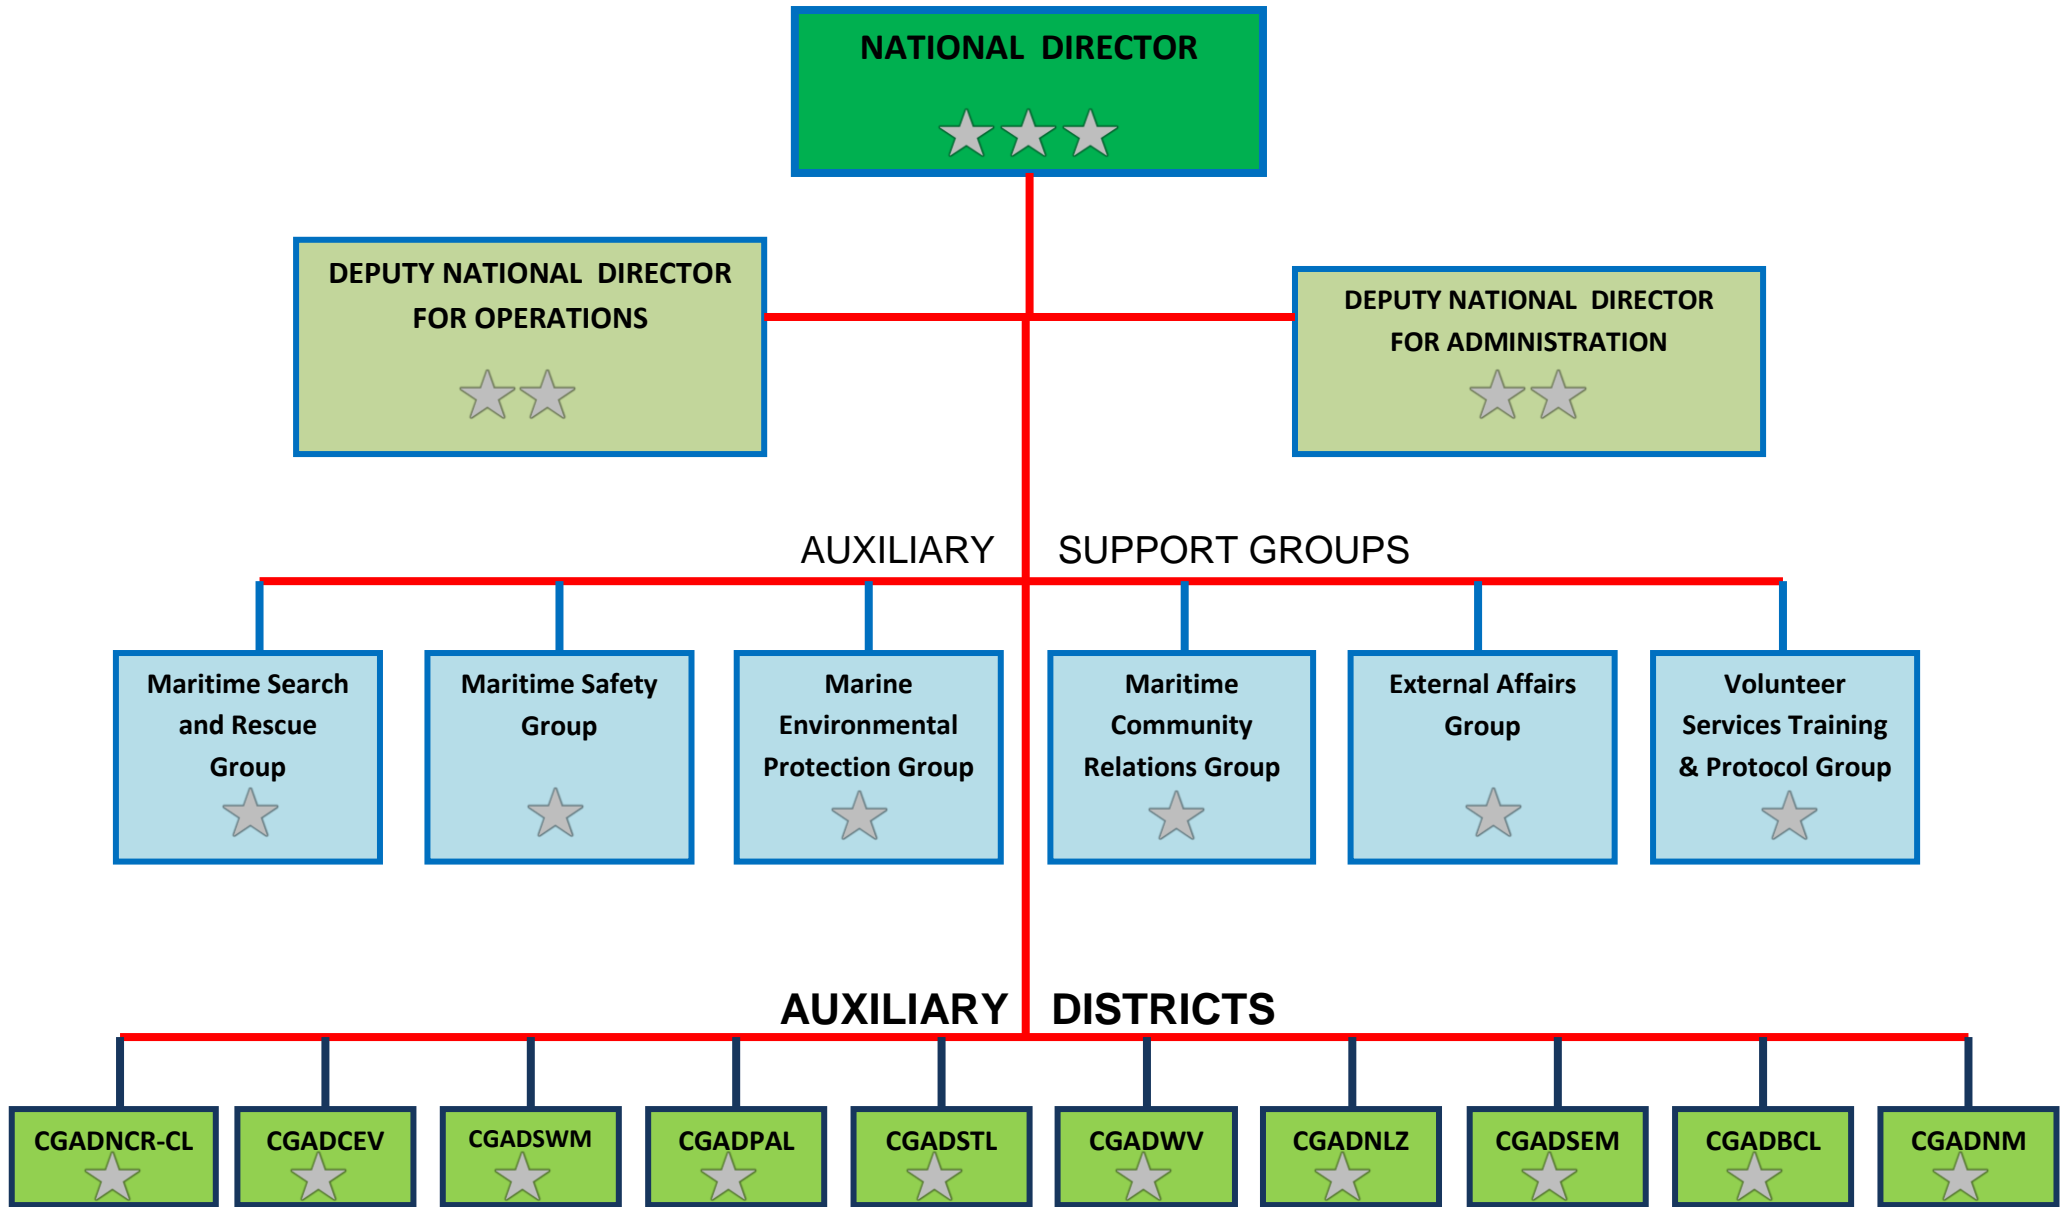 NATIONAL DIRECTOR
DEPUTY NATIONAL DIRECTOR
FOR OPERATIONS
DEPUTY NATIONAL DIRECTOR
FOR ADMINISTRATION
AUXILIARY SUPPORT GROUPS
Maritime Search
and Rescue
Group
Maritime Safety
Group
Marine
Environmental
Protection Group
Maritime
Community
Relations Group
External Affairs
Group
Volunteer
Services Training
& Protocol Group
AUXILIARY DISTRICTS
CGADNCR-CL
CGADCEV
CGADSWM
CGADPAL
CGADSTL
CGADWV
CGADNLZ
CGADSEM
CGADBCL
CGADNM